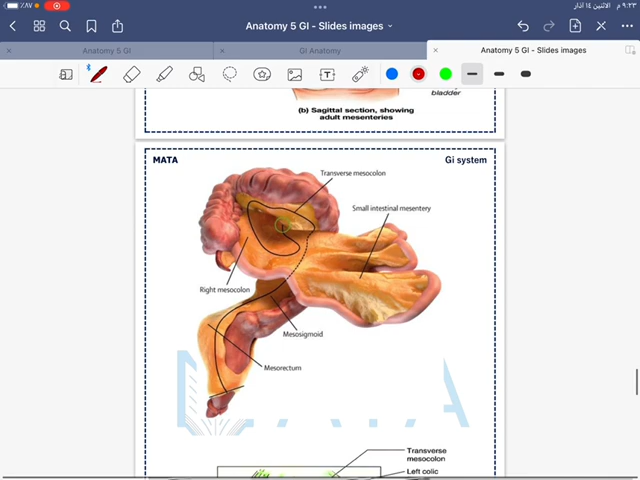 ٪٨٧
٩:٢٣ م الاثنين ١٤ آذار
Anatomy 5 GI - Slides images
Anatomy 5 GI
GI Anatomy
Anatomy 5 GI - Slides images
bladder
(b) Sagittal section, showing
adult mesenteries
MATA
Gi system
Transverse mesocolon
Small intestinal mesentery
Right mesocolon
Mesosigmoid
Mesorectum
Transverse
mesocolon
Left colic